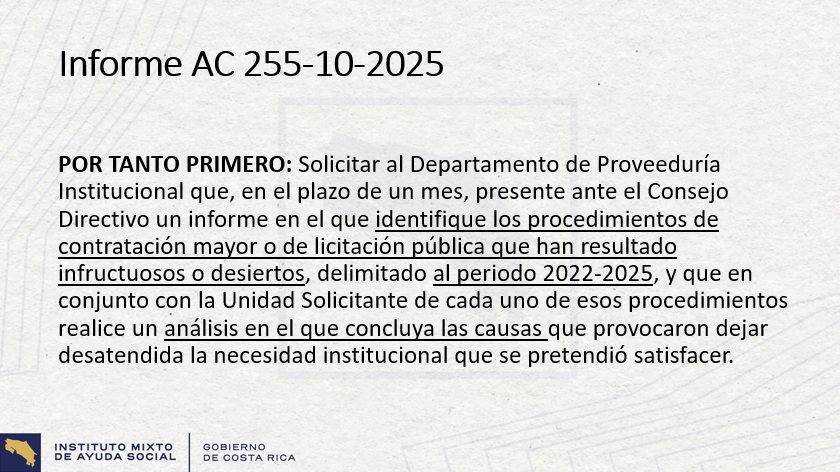 Informe AC 255-10-2025
POR TANTO PRIMERO: Solicitar al Departamento de Proveeduría
Institucional que, en el plazo de un mes, presente ante el Consejo
Directivo un informe en el que identifique los procedimientos de
contratación mayor o de licitación pública que han resultado
infructuosos o desiertos, delimitado al periodo 2022-2025, y que en
conjunto con la Unidad Solicitante de cada uno de esos procedimientos
realice un análisis en el que concluya las causas que provocaron dejar
desatendida la necesidad institucional que se pretendió satisfacer.
INSTITUTO MIXTO
DE AYUDA SOCIAL
GOBIERNO
DE COSTA RICA